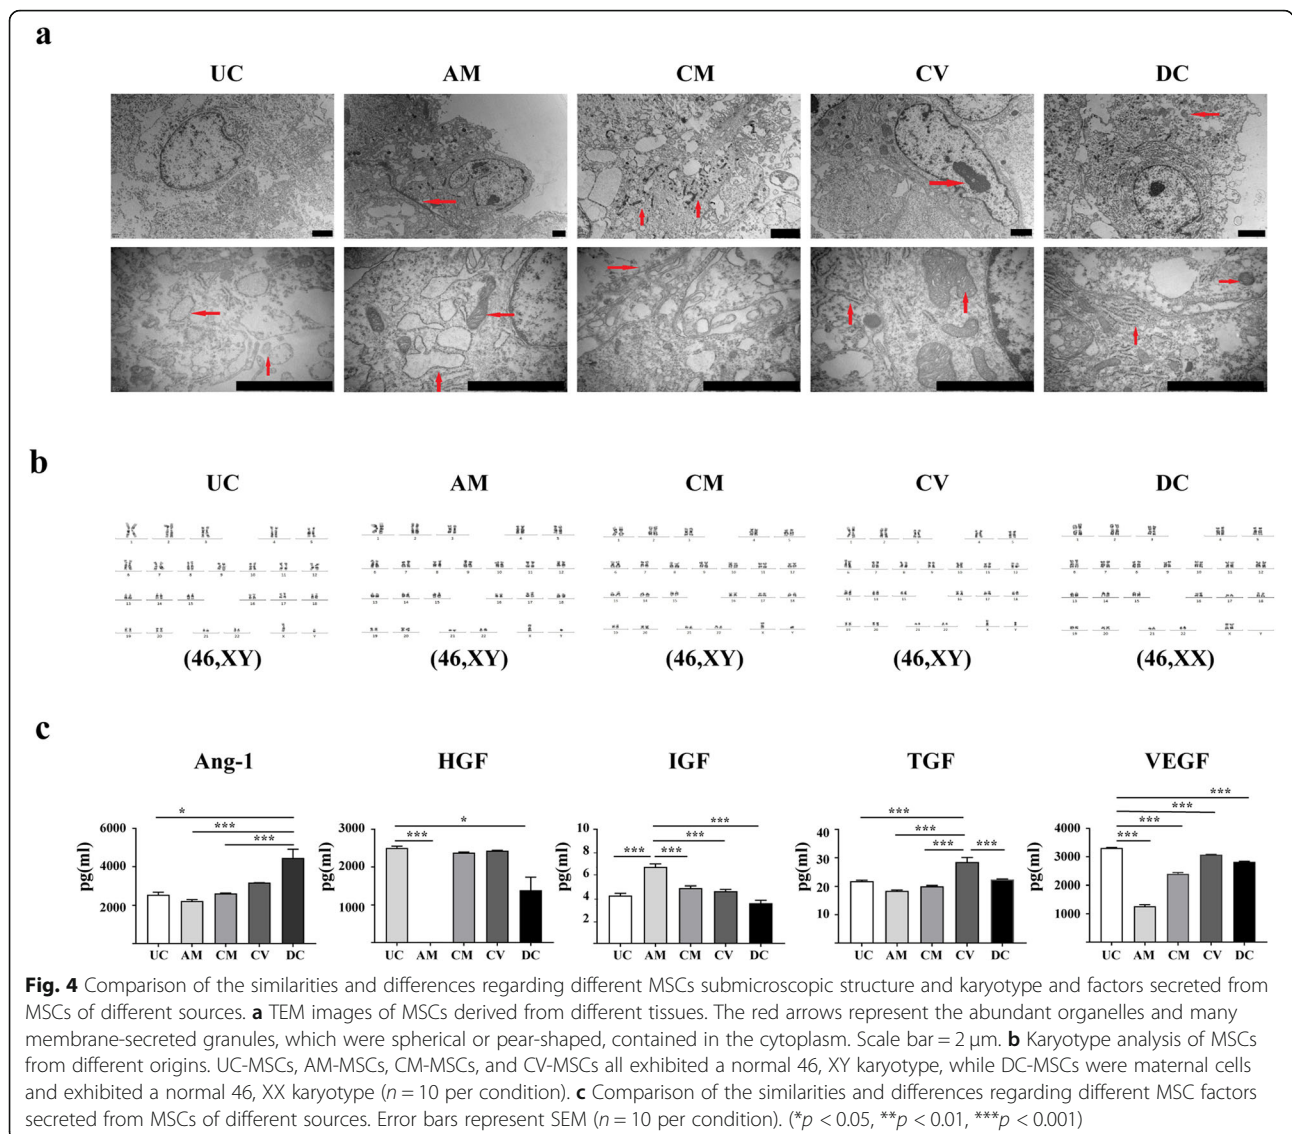 a
UC AM CM CV DC
b
UC AM CM CV DC
(46,XY) (46,XY) (46,XY) (46,XY) (46,XX)
c
Ang-1 HGF IGF TGF VEGF
* *** ***
pg(ml)
6000
4000
2000
0
UC AM CM CV DC
* ***
pg(ml)
3000
2000
1000
0
UC AM CM CV DC
*** *** *** ***
pg(ml)
10
8
6
4
2
0
UC AM CM CV DC
*** *** *** ***
pg(ml)
40
30
20
10
0
UC AM CM CV DC
*** *** *** ***
pg(ml)
4000
3000
2000
1000
0
UC AM CM CV DC
Fig. 4 Comparison of the similarities and differences regarding different MSCs submicroscopic structure and karyotype and factors secreted from
MSCs of different sources. a TEM images of MSCs derived from different tissues. The red arrows represent the abundant organelles and many
membrane-secreted granules, which were spherical or pear-shaped, contained in the cytoplasm. Scale bar = 2 μm. b Karyotype analysis of MSCs
from different origins. UC-MSCs, AM-MSCs, CM-MSCs, and CV-MSCs all exhibited a normal 46, XY karyotype, while DC-MSCs were maternal cells
and exhibited a normal 46, XX karyotype (n = 10 per condition). c Comparison of the similarities and differences regarding different MSC factors
secreted from MSCs of different sources. Error bars represent SEM (n = 10 per condition). (*p < 0.05, **p < 0.01, ***p < 0.001)